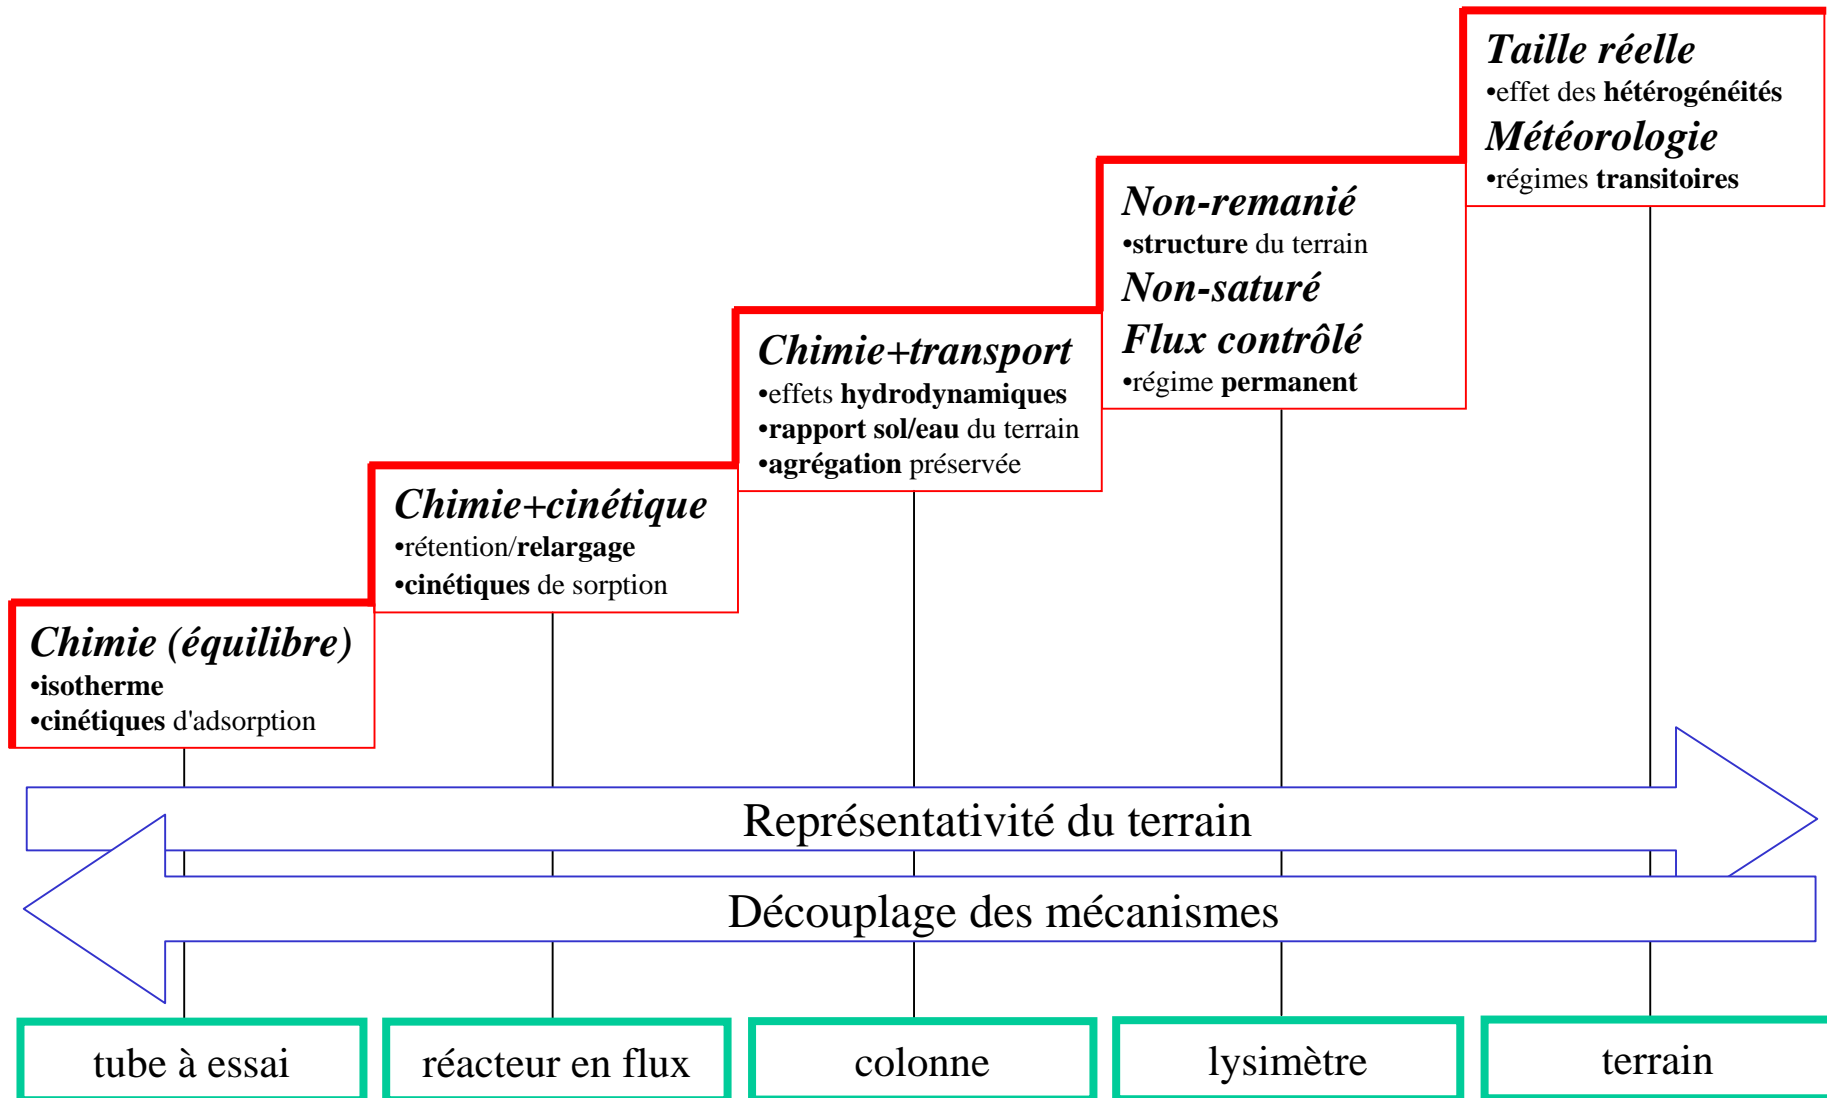 Taille réelle
•effet des hétérogénéités
Météorologie
•régimes transitoires
Non-remanié
•structure du terrain
Non-saturé
Flux contrôlé
•régime permanent
Chimie+transport
•effets hydrodynamiques
•rapport sol/eau du terrain
•agrégation préservée
Chimie+cinétique
•rétention/relargage
•cinétiques de sorption
Chimie (équilibre)
•isotherme
•cinétiques d'adsorption
Représentativité du terrain
Découplage des mécanismes
tube à essai
réacteur en flux
colonne
lysimètre
terrain